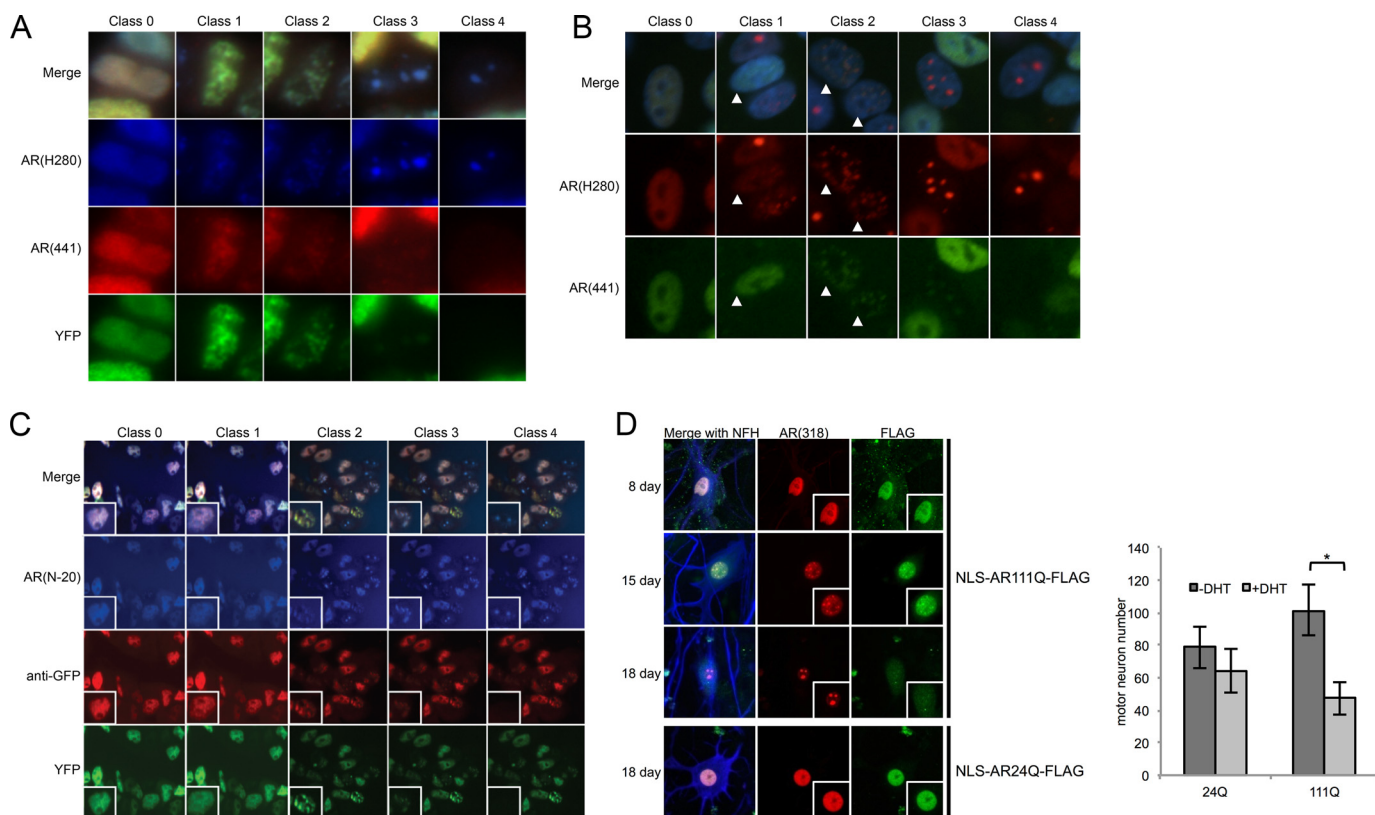 A
Class 0 Class 1 Class 2 Class 3 Class 4
Merge
AR(H280)
AR(441)
YFP
B
Class 0 Class 1 Class 2 Class 3 Class 4
Merge
AR(H280)
AR(441)
C
Class 0 Class 1 Class 2 Class 3 Class 4
Merge
AR(N-20)
anti-GFP
YFP
D
Merge with NFH AR(318) FLAG
8 day
15 day
18 day
18 day
NLS-AR111Q-FLAG
NLS-AR24Q-FLAG
motor neuron number
140
120
100
80
60
40
20
0
-DHT +DHT
*
24Q 111Q